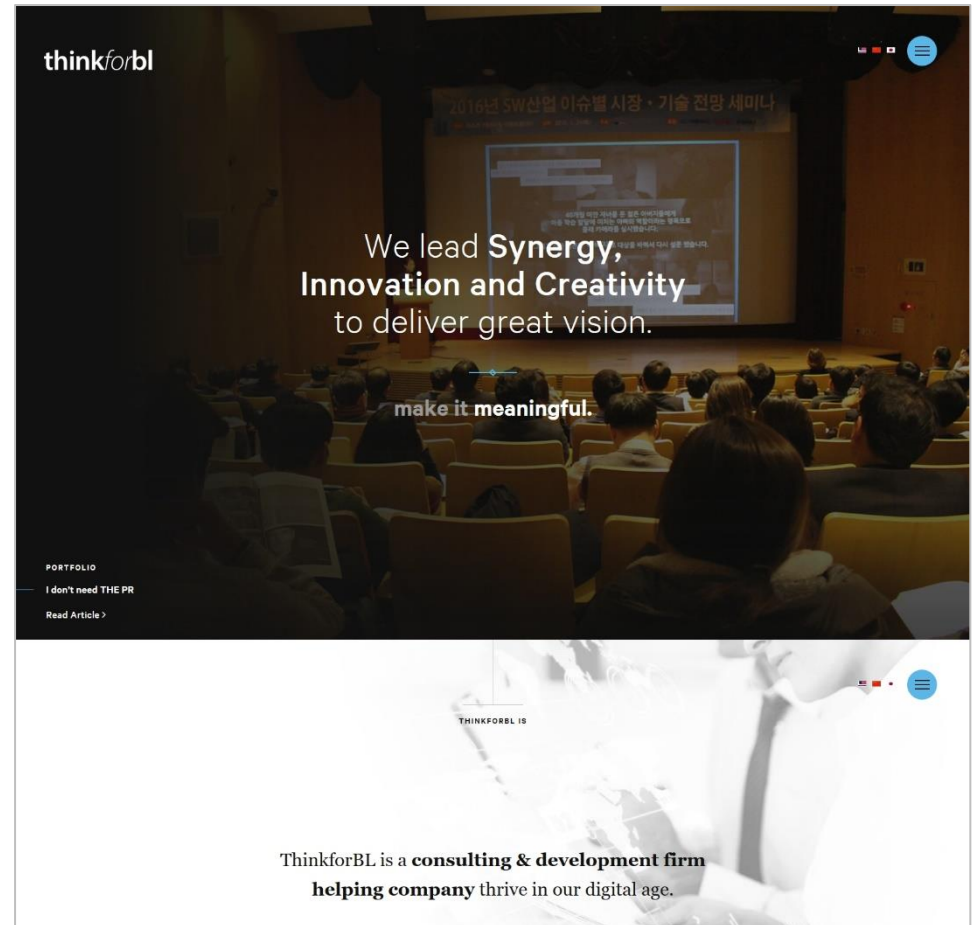 thinkforbl
2016년 SW산업 이슈별 시장・기술 전망 세미나
We lead Synergy,
Innovation and Creativity
to deliver great vision.
make it meaningful.
PORTFOLIO
I don't need THE PR
Read Article >
THINKFORBL IS
ThinkforBL is a consulting & development firm
helping company thrive in our digital age.